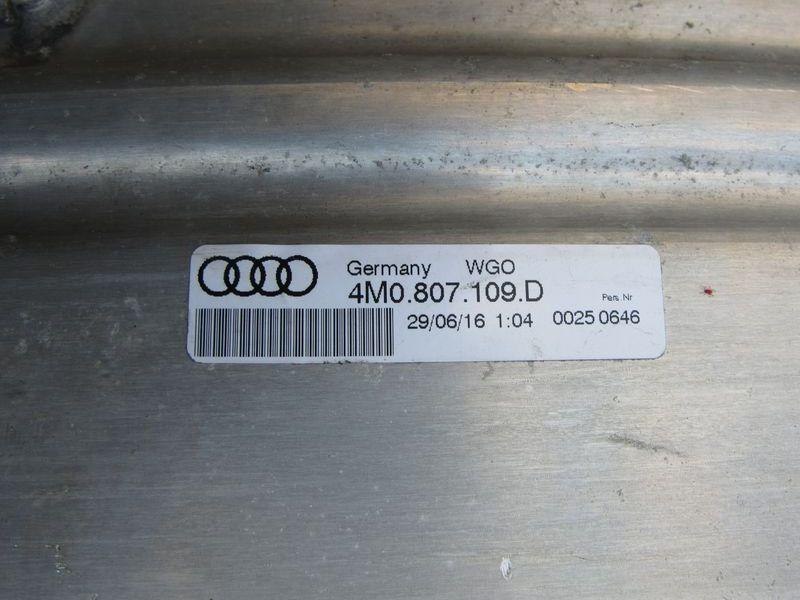 Germany WGO
4M0.807.109.D
Pers. Nr
29/06/16 1:04 0025 0646